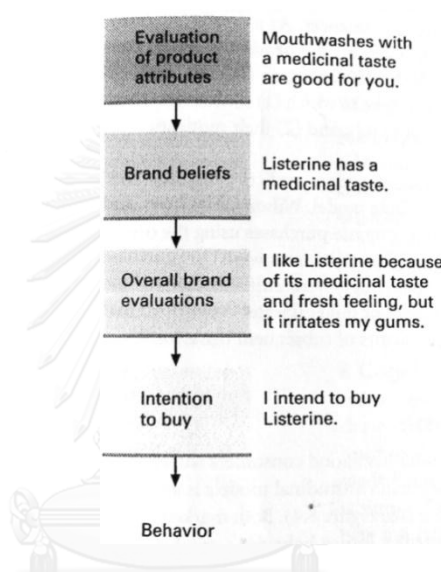 Evaluation
of product
attributes
Mouthwashes with
a medicinal taste
are good for you.
Brand beliefs
Listerine has a
medicinal taste.
Overall brand
evaluations
I like Listerine because
of its medicinal taste
and fresh feeling, but
it irritates my gums.
Intention
to buy
I intend to buy
Listerine.
Behavior